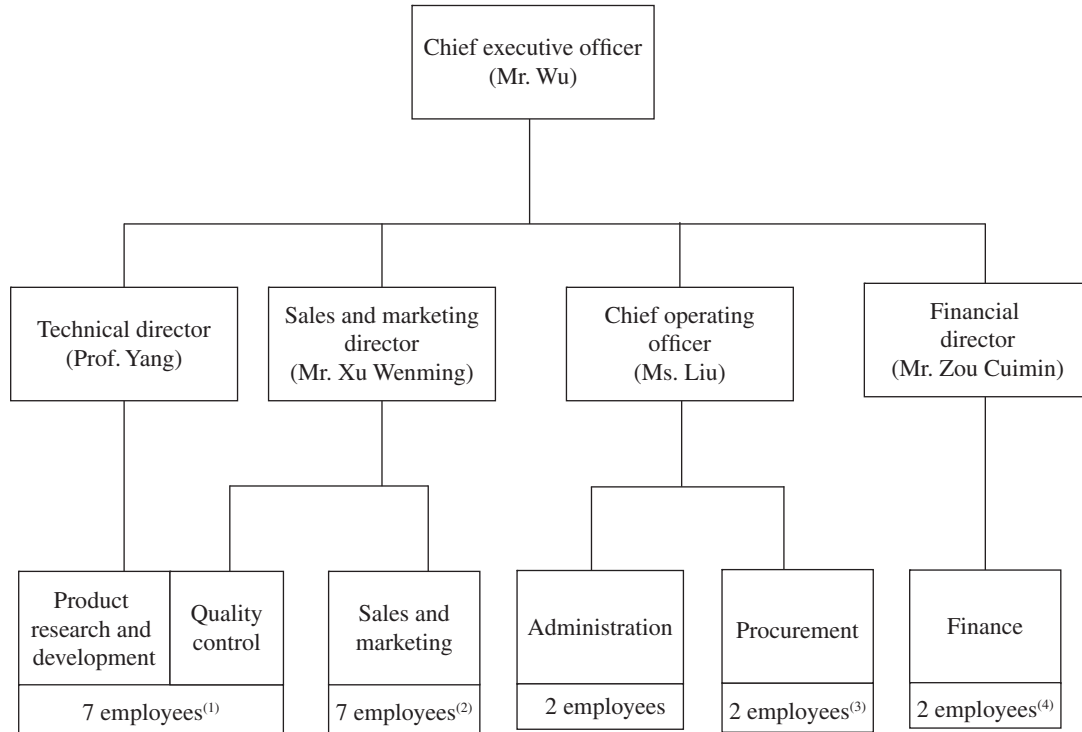 Chief executive officer
(Mr. Wu)
Technical director
(Prof. Yang)
Sales and marketing
director
(Mr. Xu Wenming)
Chief operating
officer
(Ms. Liu)
Financial
director
(Mr. Zou Cuimin)
Product
research and
development
Quality
control
Sales and
marketing
Administration
Procurement
Finance
7 employees(1)
7 employees(2)
2 employees
2 employees(3)
2 employees(4)